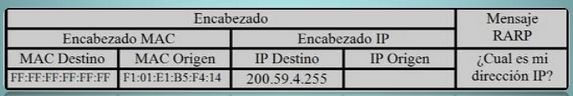 Encabezado
Mensaje
RARP
Encabezado MAC
Encabezado IP
MAC Destino
MAC Origen
IP Destino
IP Origen
¿Cual es mi
dirección IP?
FF:FF:FF:FF:FF:FF
F1:01:E1:B5:F4:14
200.59.4.255